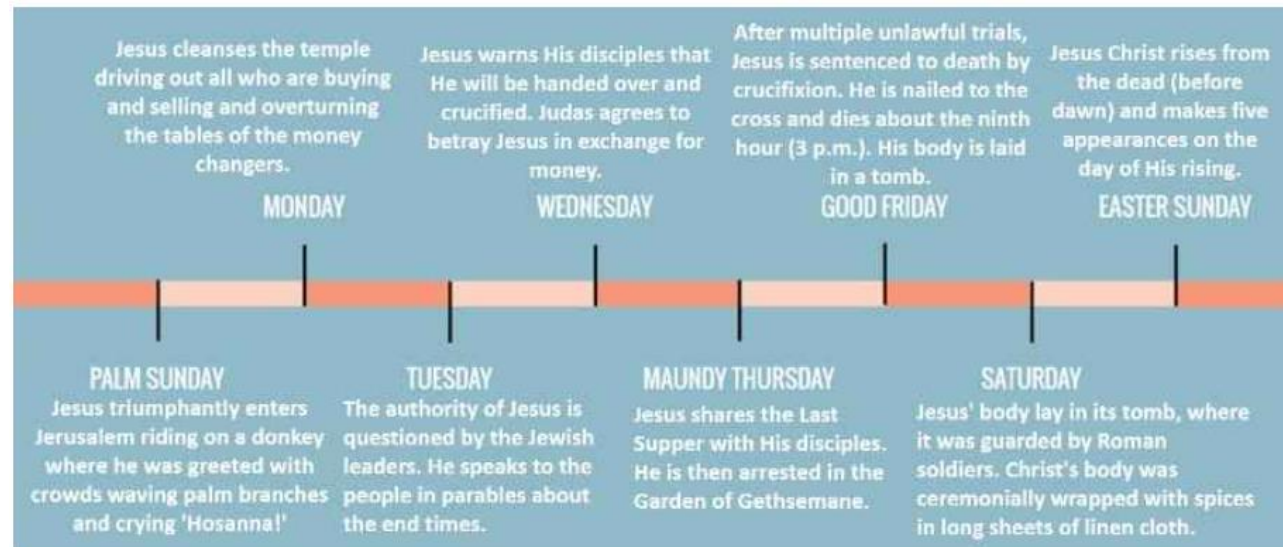 Jesus cleanses the temple
driving out all who are buying
and selling and overturning
the tables of the money
changers.
MONDAY
Jesus warns His disciples that
He will be handed over and
crucified. Judas agrees to
betray Jesus in exchange for
money.
WEDNESDAY
After multiple unlawful trials,
Jesus is sentenced to death by
crucifixion. He is nailed to the
cross and dies about the ninth
hour (3 p.m.). His body is laid
in a tomb.
GOOD FRIDAY
Jesus Christ rises from
the dead (before
dawn) and makes five
appearances on the
day of His rising.
EASTER SUNDAY
PALM SUNDAY
Jesus triumphantly enters
Jerusalem riding on a donkey
where he was greeted with
crowds waving palm branches
and crying 'Hosanna!'
TUESDAY
The authority of Jesus is
questioned by the Jewish
leaders. He speaks to the
people in parables about
the end times.
MAUNDY THURSDAY
Jesus shares the Last
Supper with His disciples.
He is then arrested in the
Garden of Gethsemane.
SATURDAY
Jesus' body lay in its tomb, where
it was guarded by Roman
soldiers. Christ's body was
ceremonially wrapped with spices
in long sheets of linen cloth.